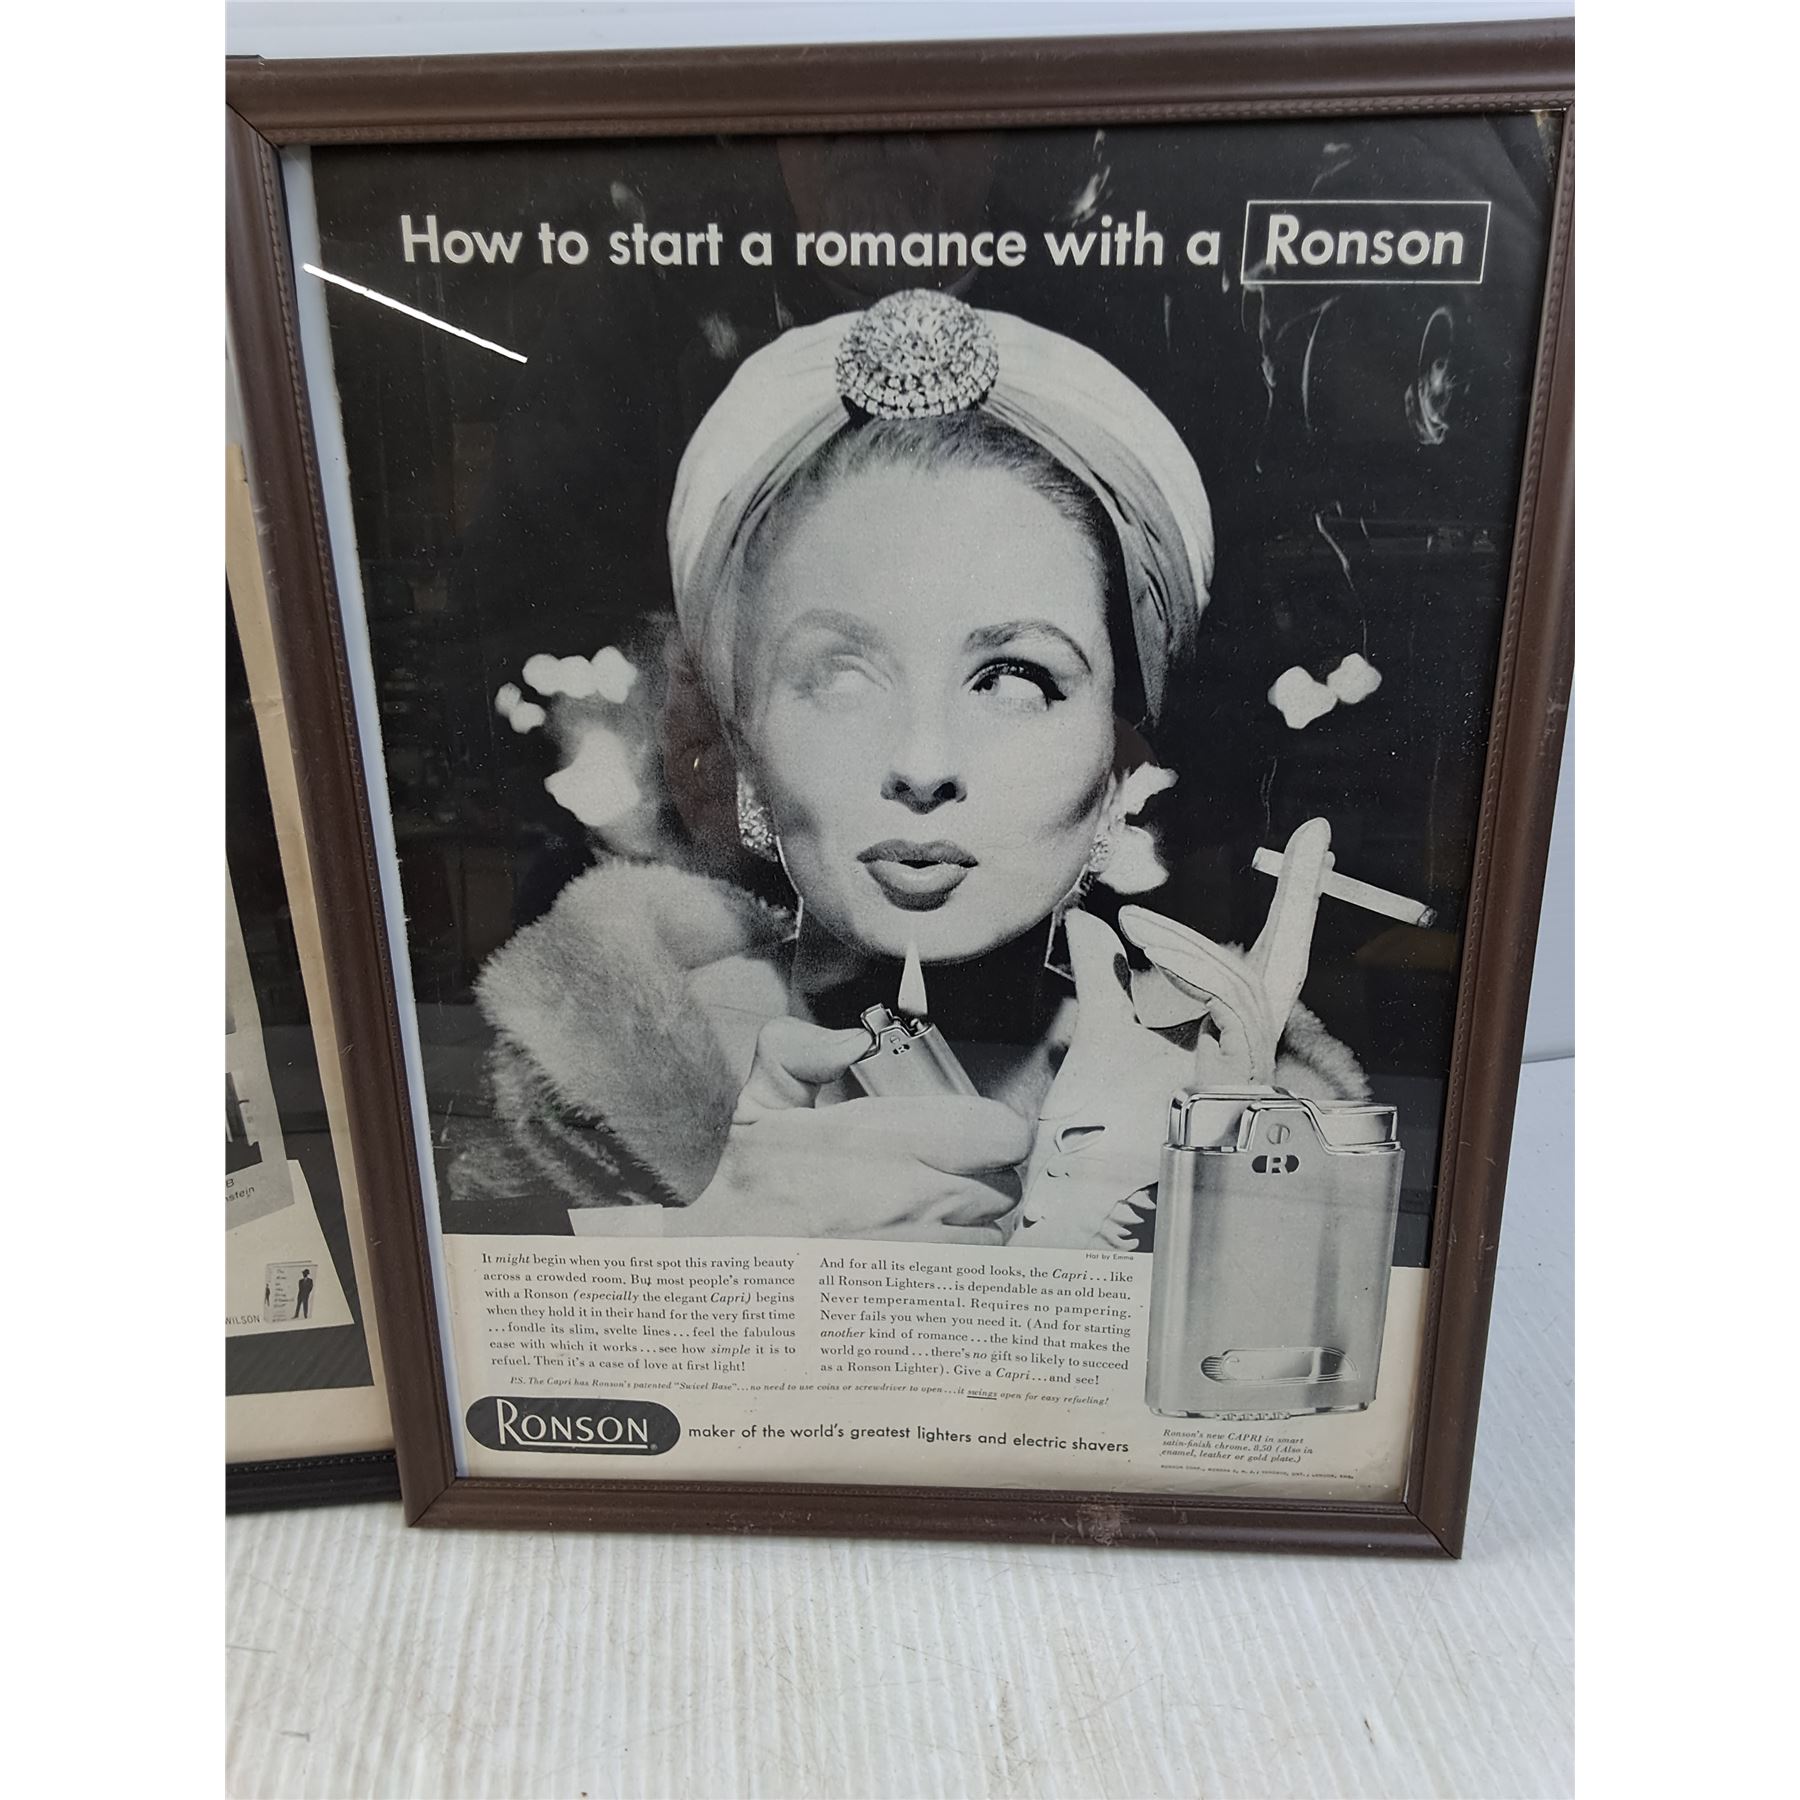 How to start a romance with a Ronson
It might begin when you first spot this raving beauty
across a crowded room. But most people's romance
with a Ronson (especially the elegant Capri) begins
when they hold it in their hand for the very first time
...fondle its slim, svelte lines...feel the fabulous
ease with which it works...see how simple it is to
refuel. Then it's a case of love at first light!
Hat by Emme
And for all its elegant good looks, the Capri...like
all Ronson Lighters...is dependable as an old beau.
Never temperamental. Requires no pampering.
Never fails you when you need it. (And for starting
another kind of romance...the kind that makes the
world go round...there's no gift so likely to succeed
as a Ronson Lighter). Give a Capri...and see!
P.S. The Capri has Ronson's patented "Swivel Base"...no need to use coins or screwdriver to open...it swings open for easy refueling!
RONSON
maker of the world's greatest lighters and electric shavers
Ronson's new CAPRI in smart
satin-finish chrome. 8.50 (Also in
enamel, leather or gold plate.)
R
R
B
nstein
WILSON